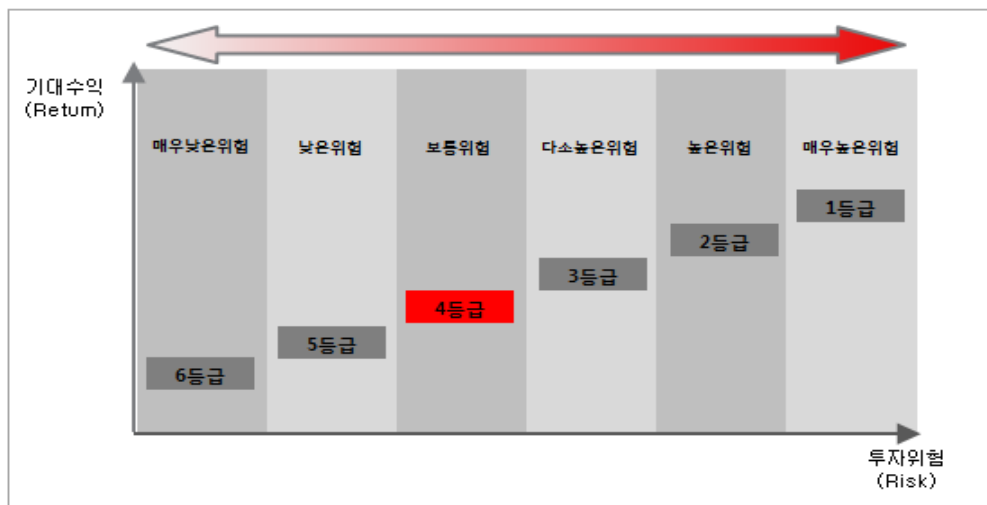 기대수익
(Return)
매우낮은위험
낮은위험
보통위험
다소높은위험
높은위험
매우높은위험
1등급
2등급
3등급
4등급
5등급
6등급
투자위험
(Risk)